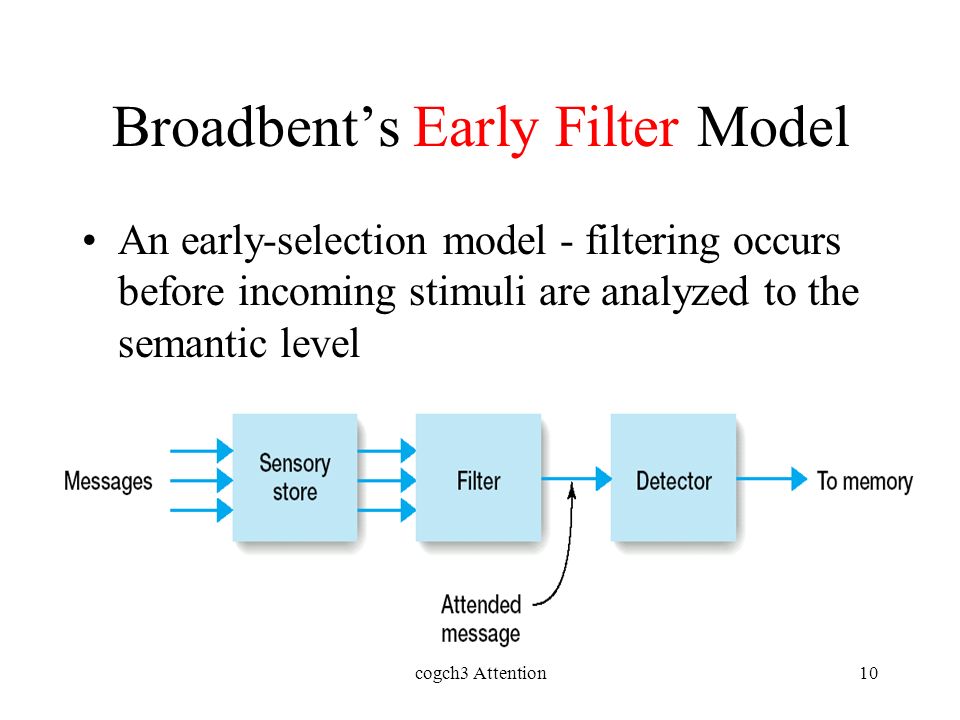 Broadbent’s Early Filter Model
• An early-selection model - filtering occurs
before incoming stimuli are analyzed to the
semantic level
Messages
Sensory
store
Filter
Detector
To memory
Attended
message
cogch3 Attention
10